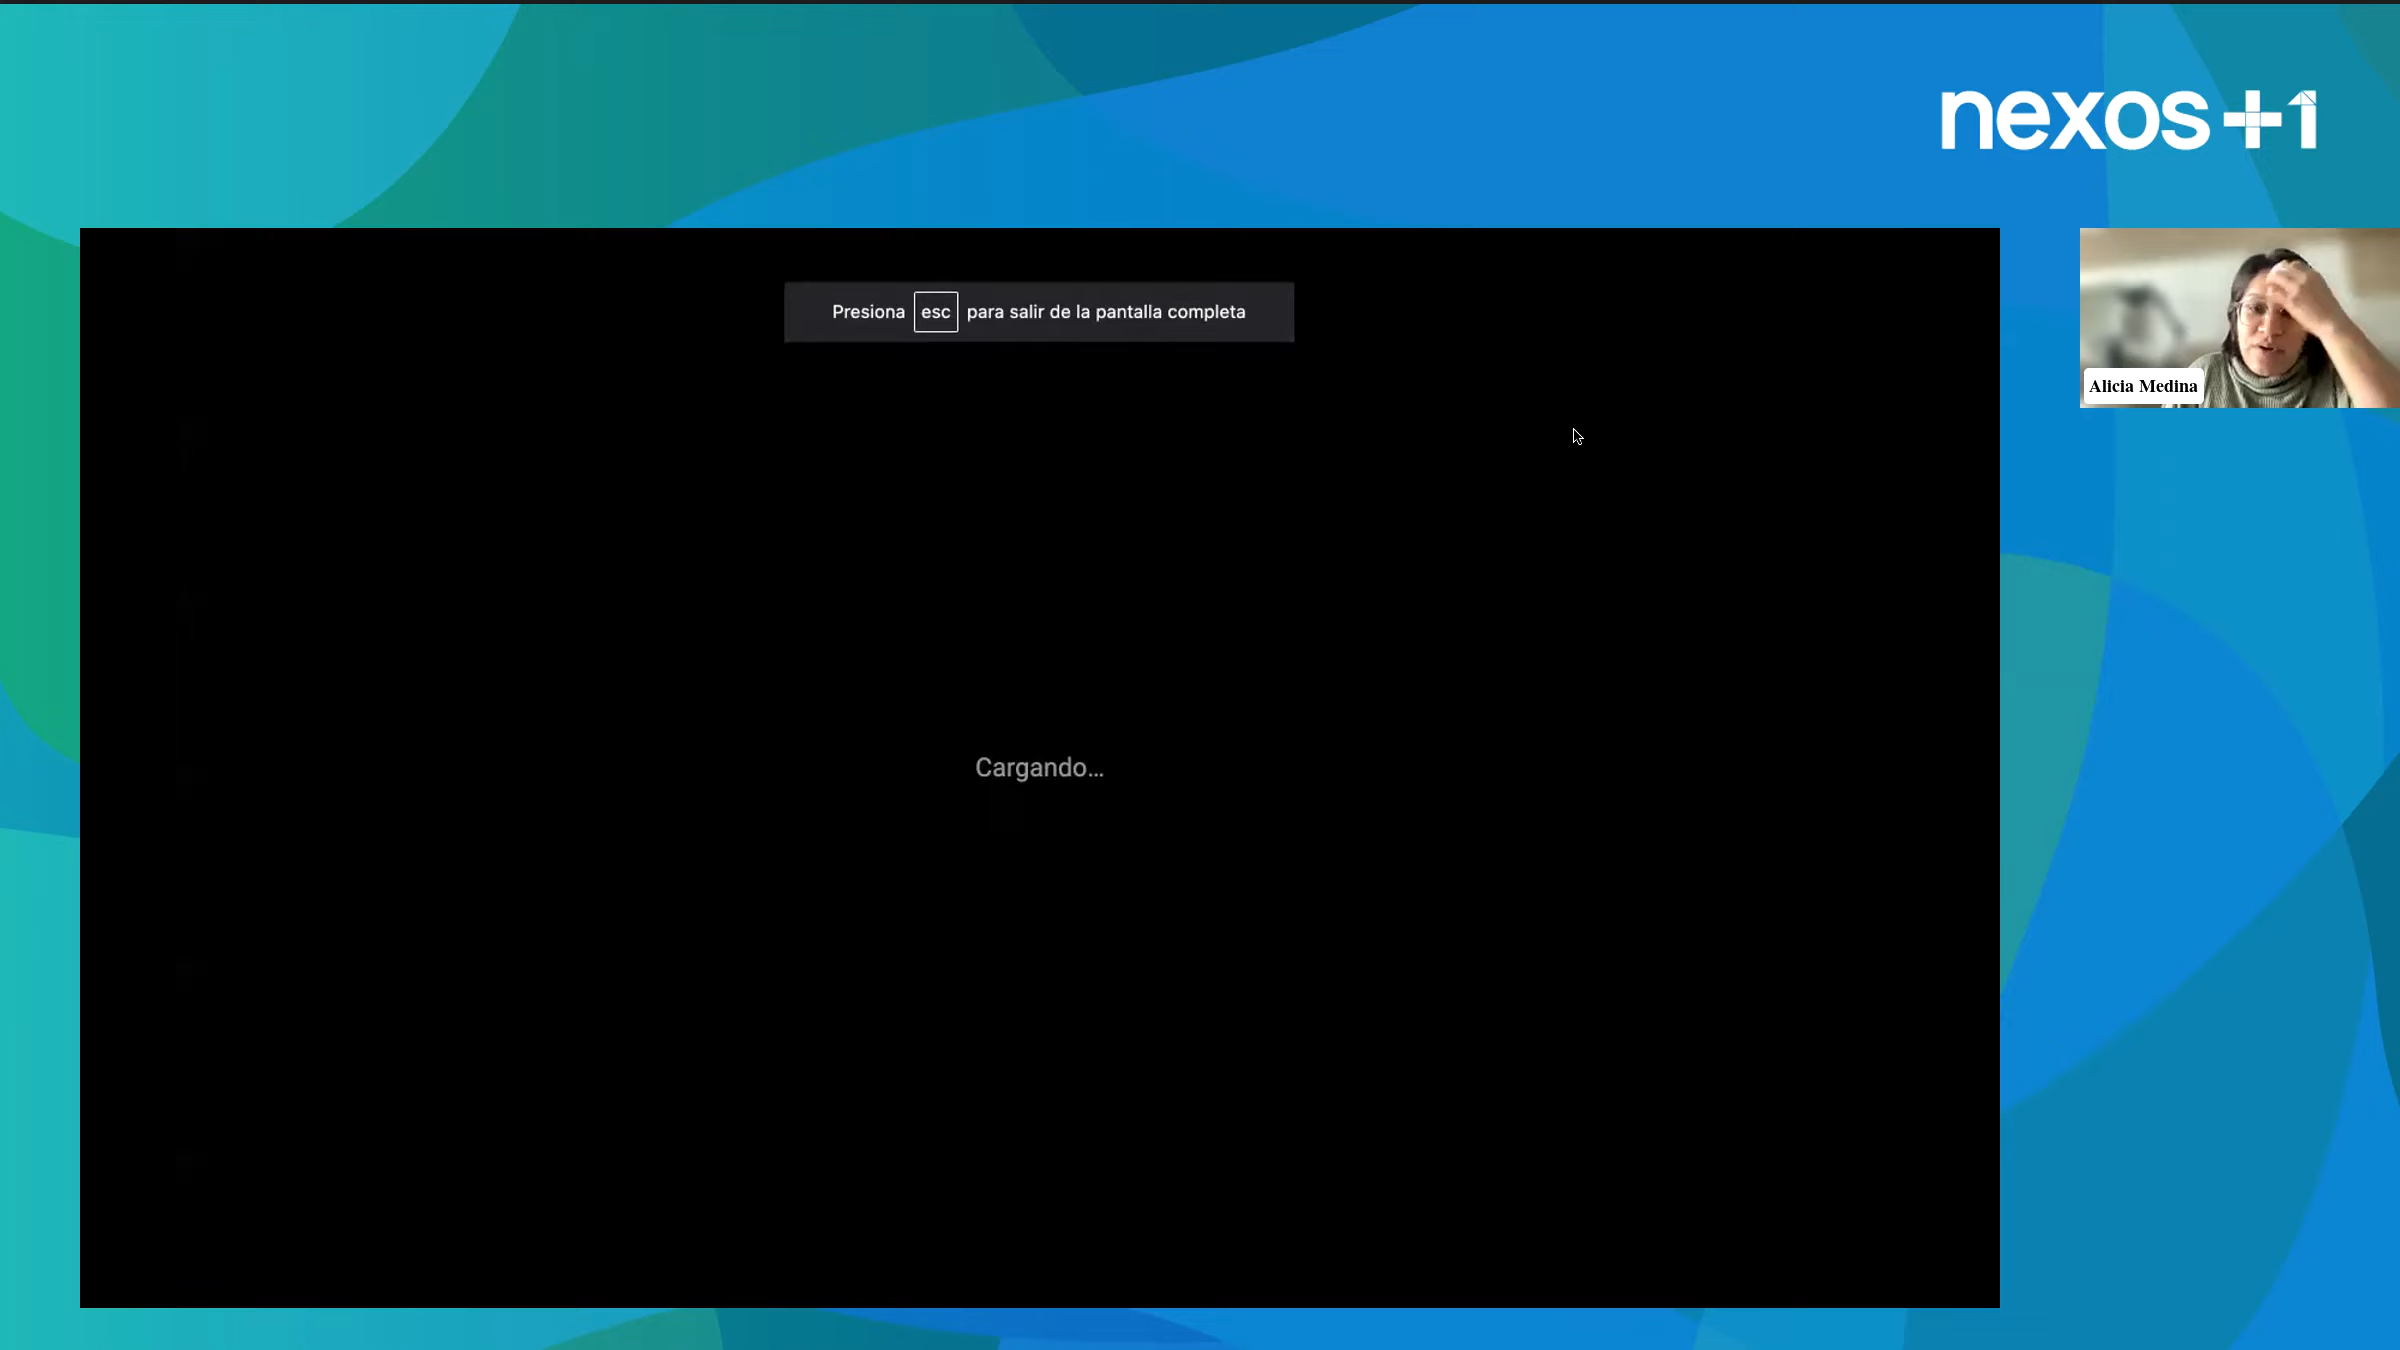 nexos+1
Presiona esc para salir de la pantalla completa
Alicia Medina
Cargando...